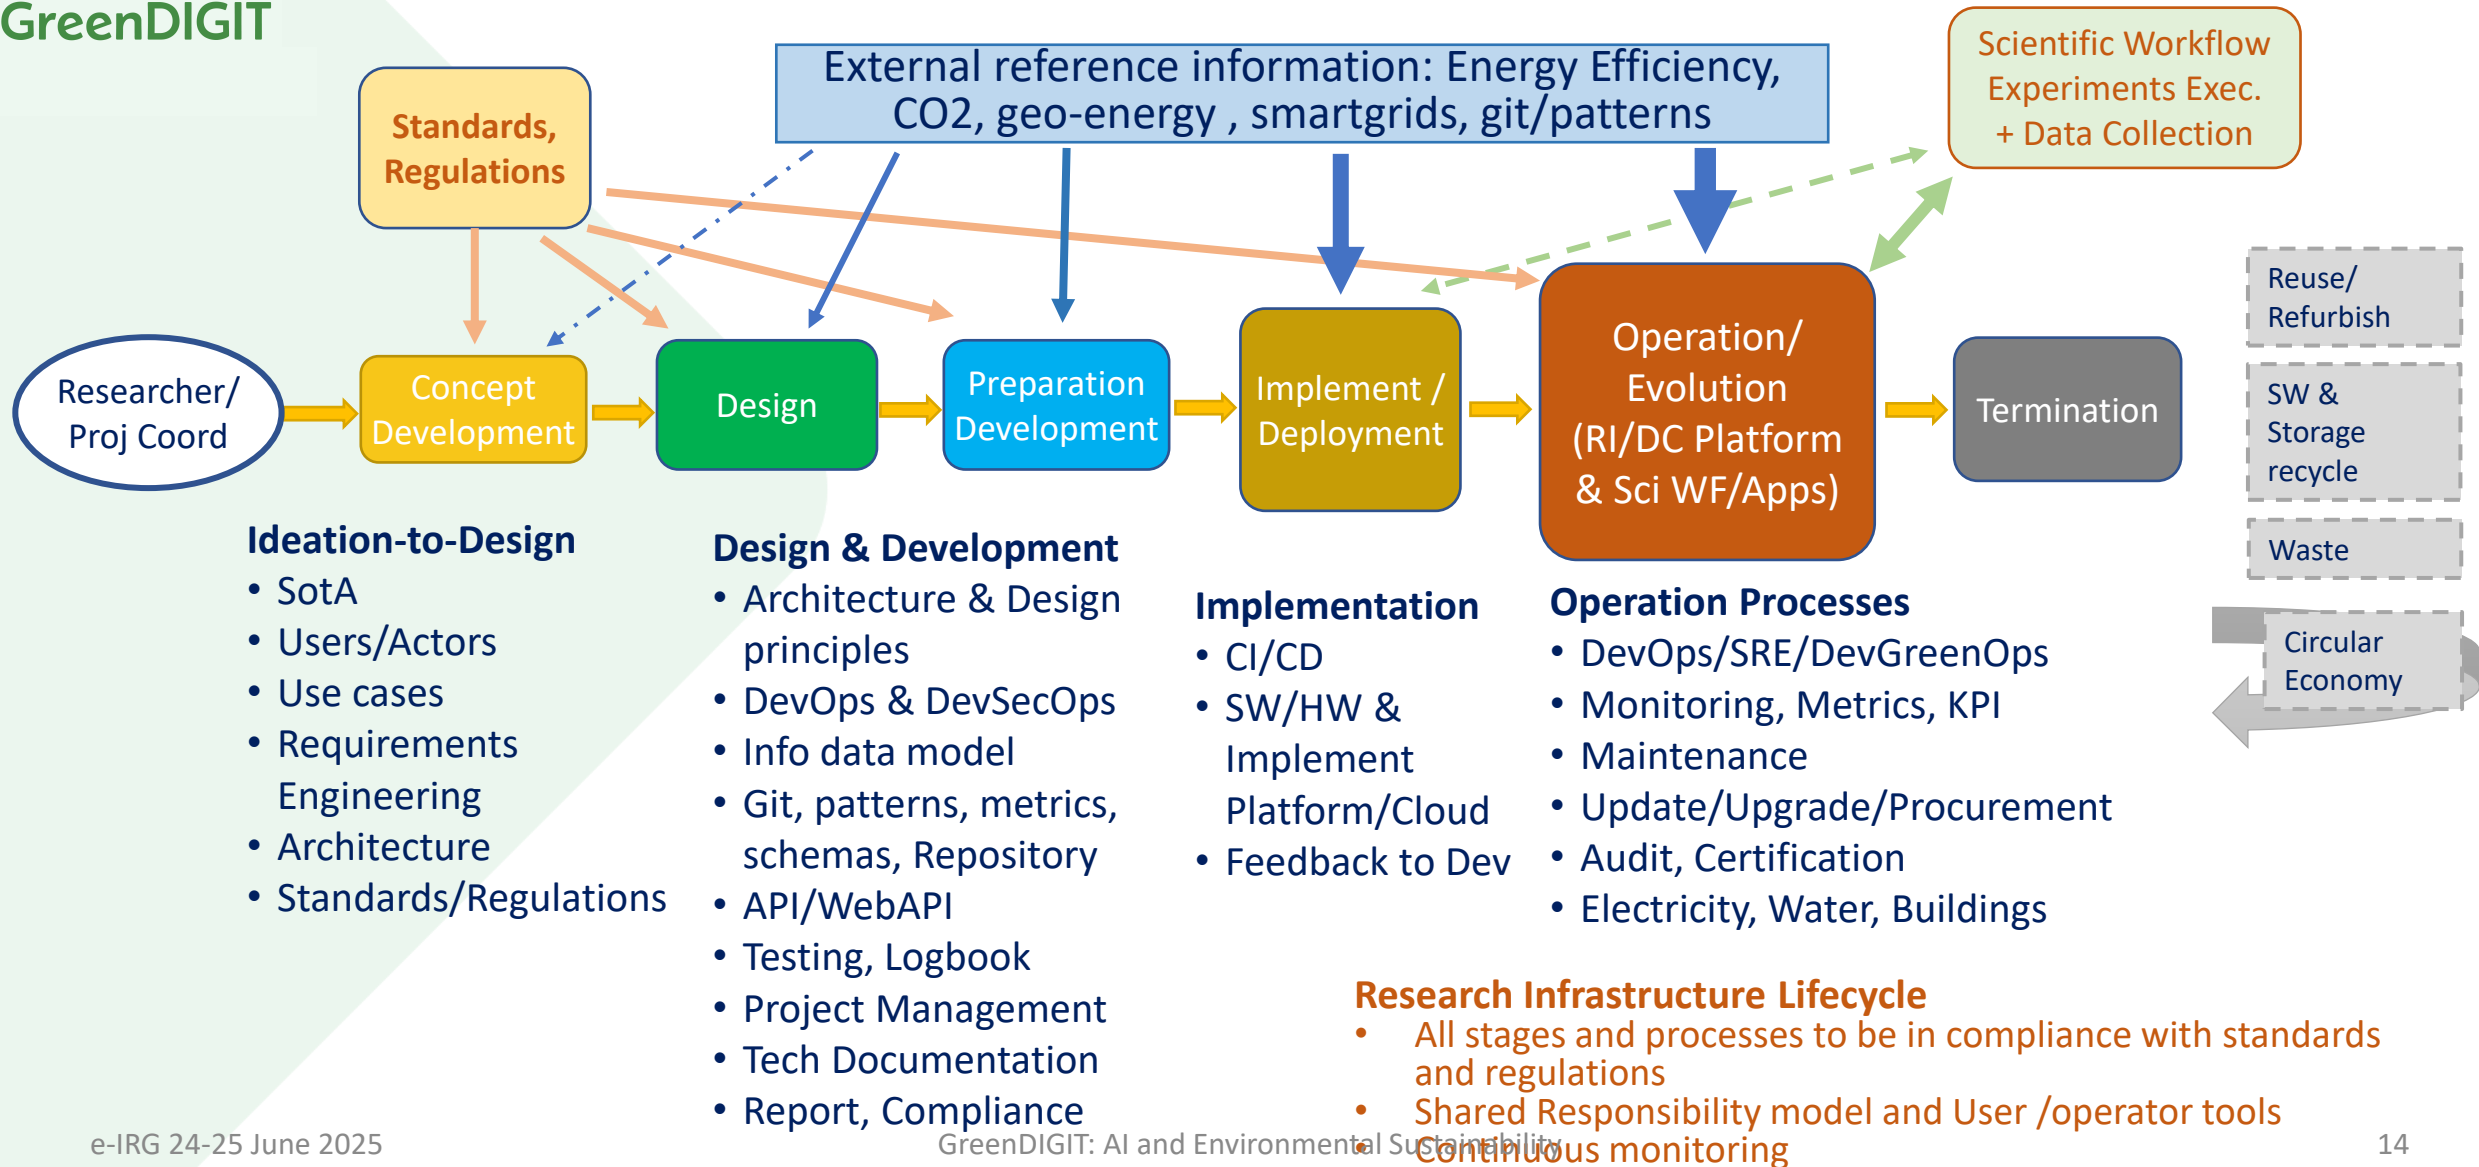 GreenDIGIT
External reference information: Energy Efficiency,
CO2, geo-energy , smartgrids, git/patterns
Scientific Workflow
Experiments Exec.
+ Data Collection
Standards,
Regulations
Researcher/
Proj Coord
Concept
Development
Design
Preparation
Development
Implement /
Deployment
Operation/
Evolution
(RI/DC Platform
& Sci WF/Apps)
Termination
Reuse/
Refurbish
SW &
Storage
recycle
Waste
Circular
Economy
Ideation-to-Design
• SotA
• Users/Actors
• Use cases
• Requirements
Engineering
• Architecture
• Standards/Regulations
Design & Development
• Architecture & Design
principles
• DevOps & DevSecOps
• Info data model
• Git, patterns, metrics,
schemas, Repository
• API/WebAPI
• Testing, Logbook
• Project Management
• Tech Documentation
• Report, Compliance
Implementation
• CI/CD
• SW/HW &
Implement
Platform/Cloud
• Feedback to Dev
Operation Processes
• DevOps/SRE/DevGreenOps
• Monitoring, Metrics, KPI
• Maintenance
• Update/Upgrade/Procurement
• Audit, Certification
• Electricity, Water, Buildings
Research Infrastructure Lifecycle
• All stages and processes to be in compliance with standards
and regulations
• Shared Responsibility model and User /operator tools
• Continuous monitoring
e-IRG 24-25 June 2025
GreenDIGIT: AI and Environmental Sustainability
14